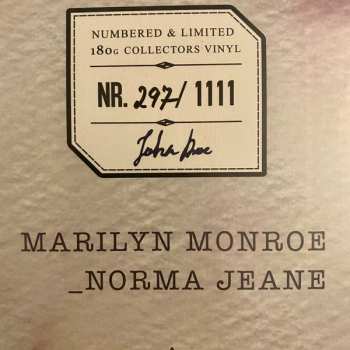 NUMBERED & LIMITED
180G COLLECTORS VINYL
NR. 297/ 1111
John Doe
MARILYN MONROE
_NORMA JEANE